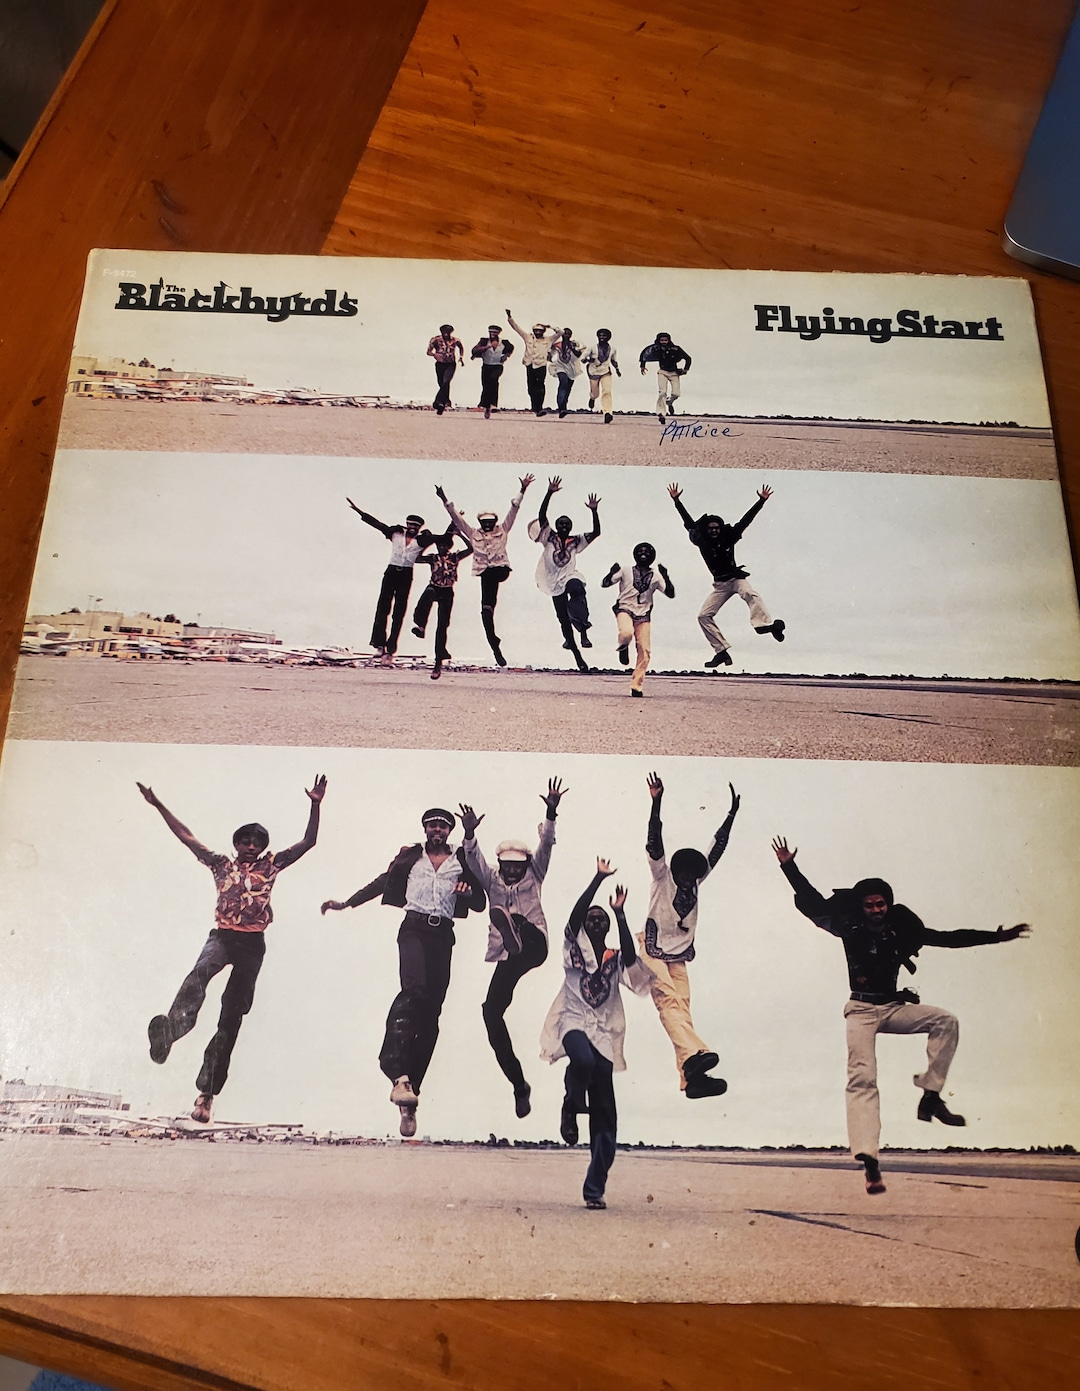 F-9472
The
Blackbyrds
Flying Start
PATRice